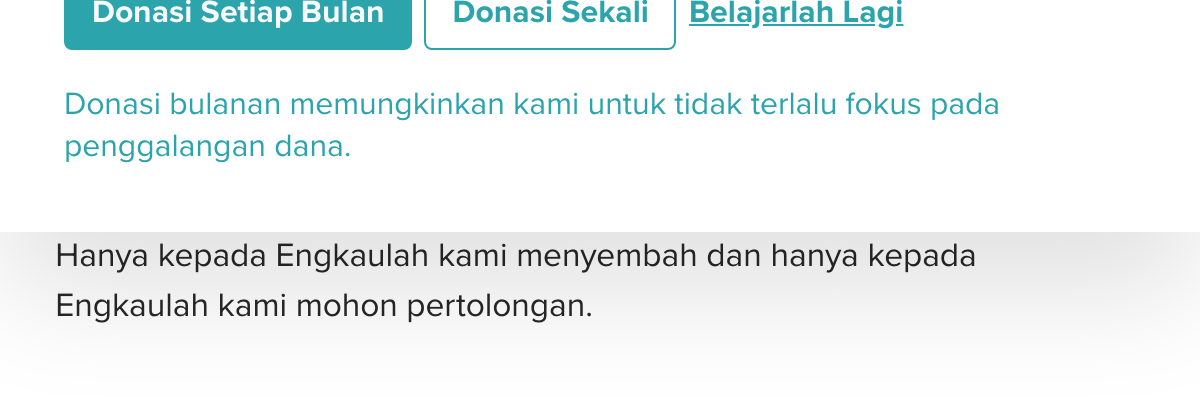 Donasi Setiap Bulan Donasi Sekali Belajarlah Lagi
Donasi bulanan memungkinkan kami untuk tidak terlalu fokus pada
penggalangan dana.
Hanya kepada Engkaulah kami menyembah dan hanya kepada
Engkaulah kami mohon pertolongan.